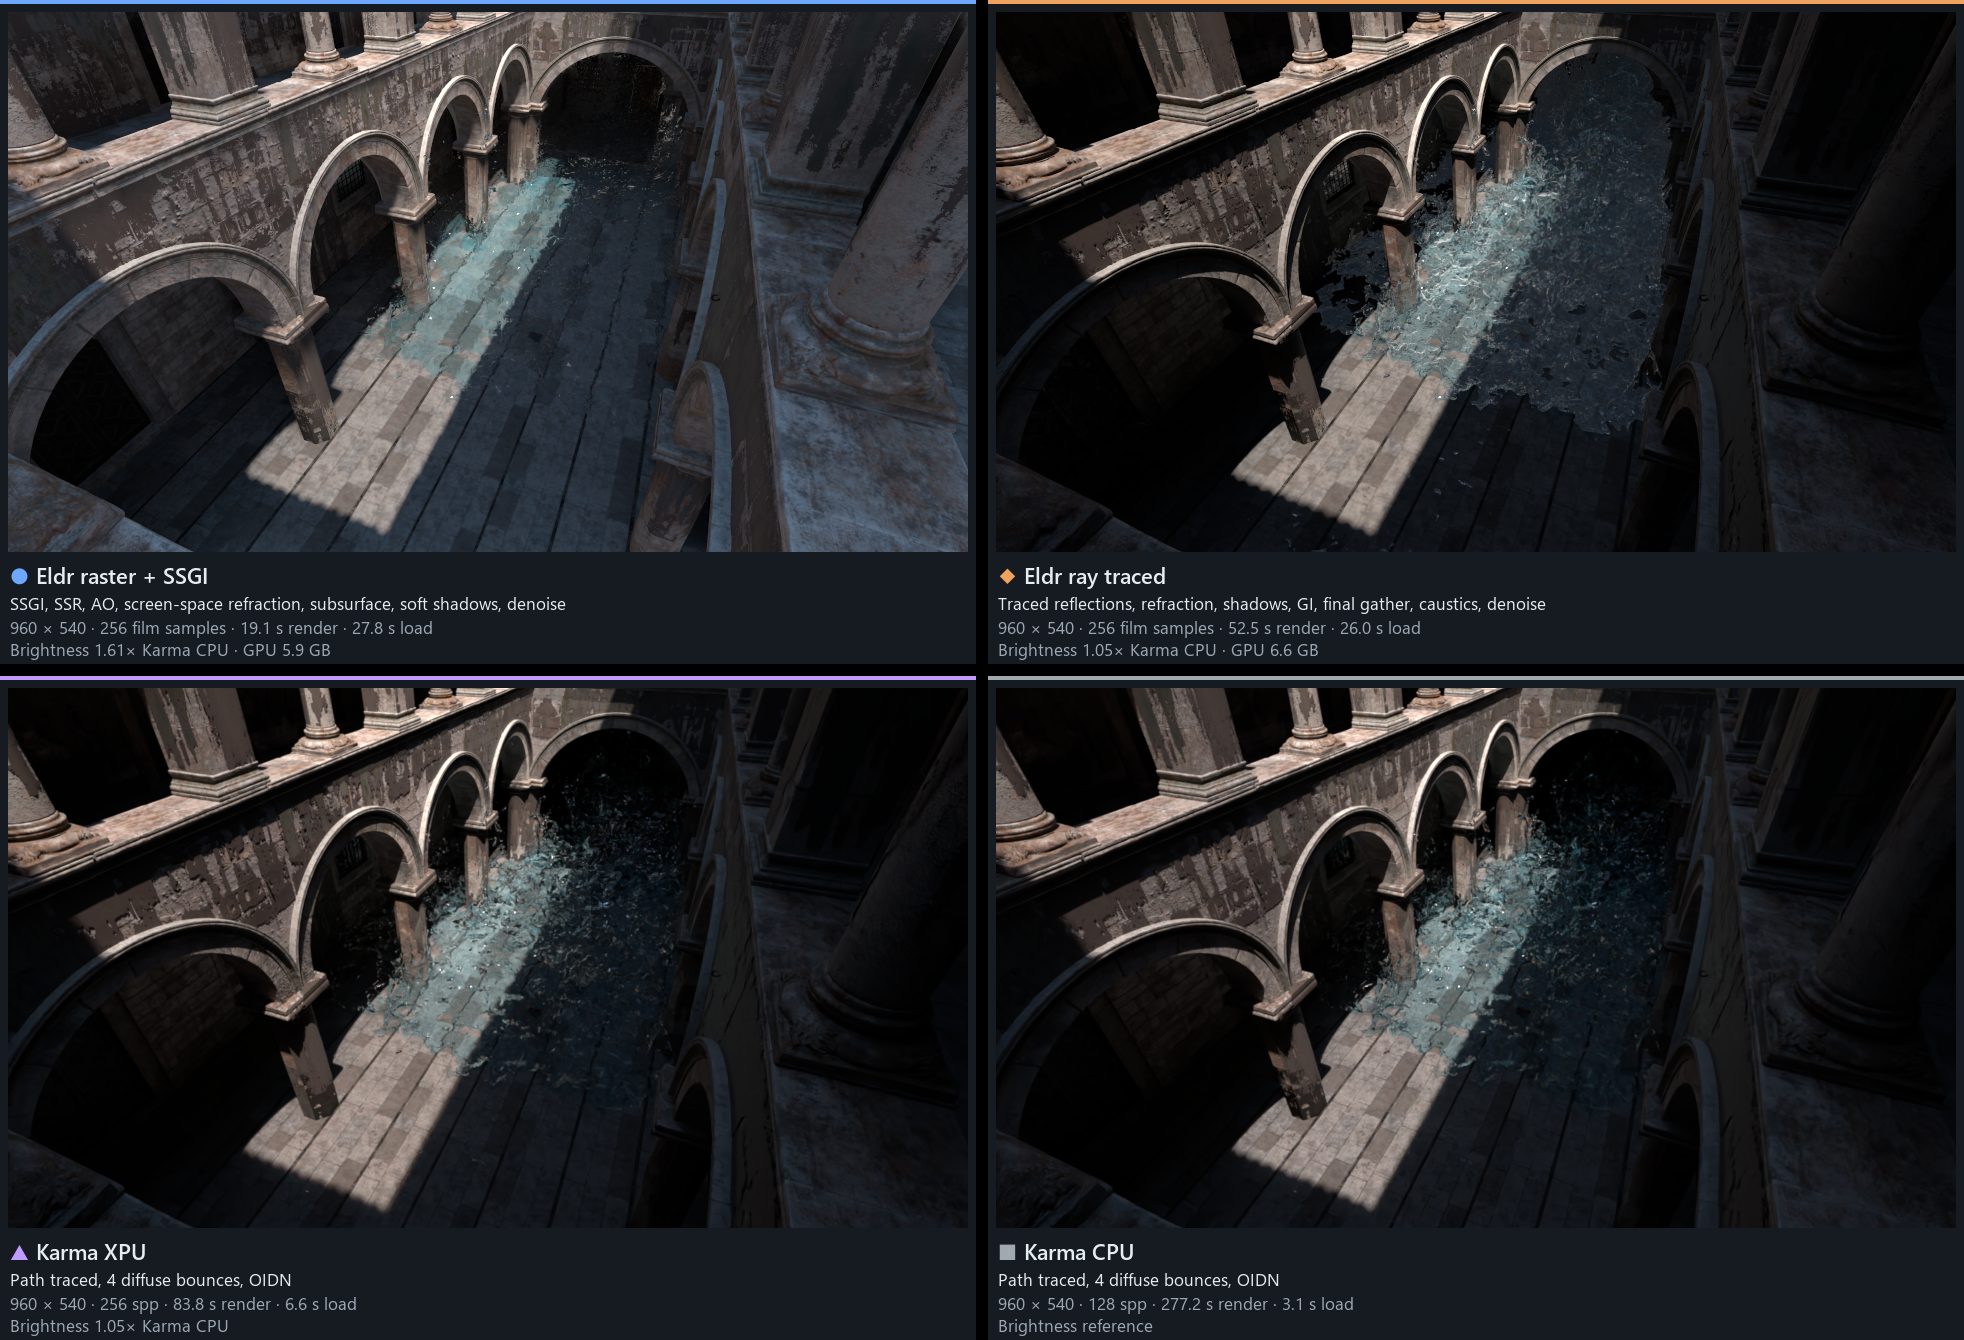 Eldr raster + SSGI
SSGI, SSR, AO, screen-space refraction, subsurface, soft shadows, denoise
960 × 540 · 256 film samples · 19.1 s render · 27.8 s load
Brightness 1.61× Karma CPU · GPU 5.9 GB
Eldr ray traced
Traced reflections, refraction, shadows, GI, final gather, caustics, denoise
960 × 540 · 256 film samples · 52.5 s render · 26.0 s load
Brightness 1.05× Karma CPU · GPU 6.6 GB
Karma XPU
Path traced, 4 diffuse bounces, OIDN
960 × 540 · 256 spp · 83.8 s render · 6.6 s load
Brightness 1.05× Karma CPU
Karma CPU
Path traced, 4 diffuse bounces, OIDN
960 × 540 · 128 spp · 277.2 s render · 3.1 s load
Brightness reference